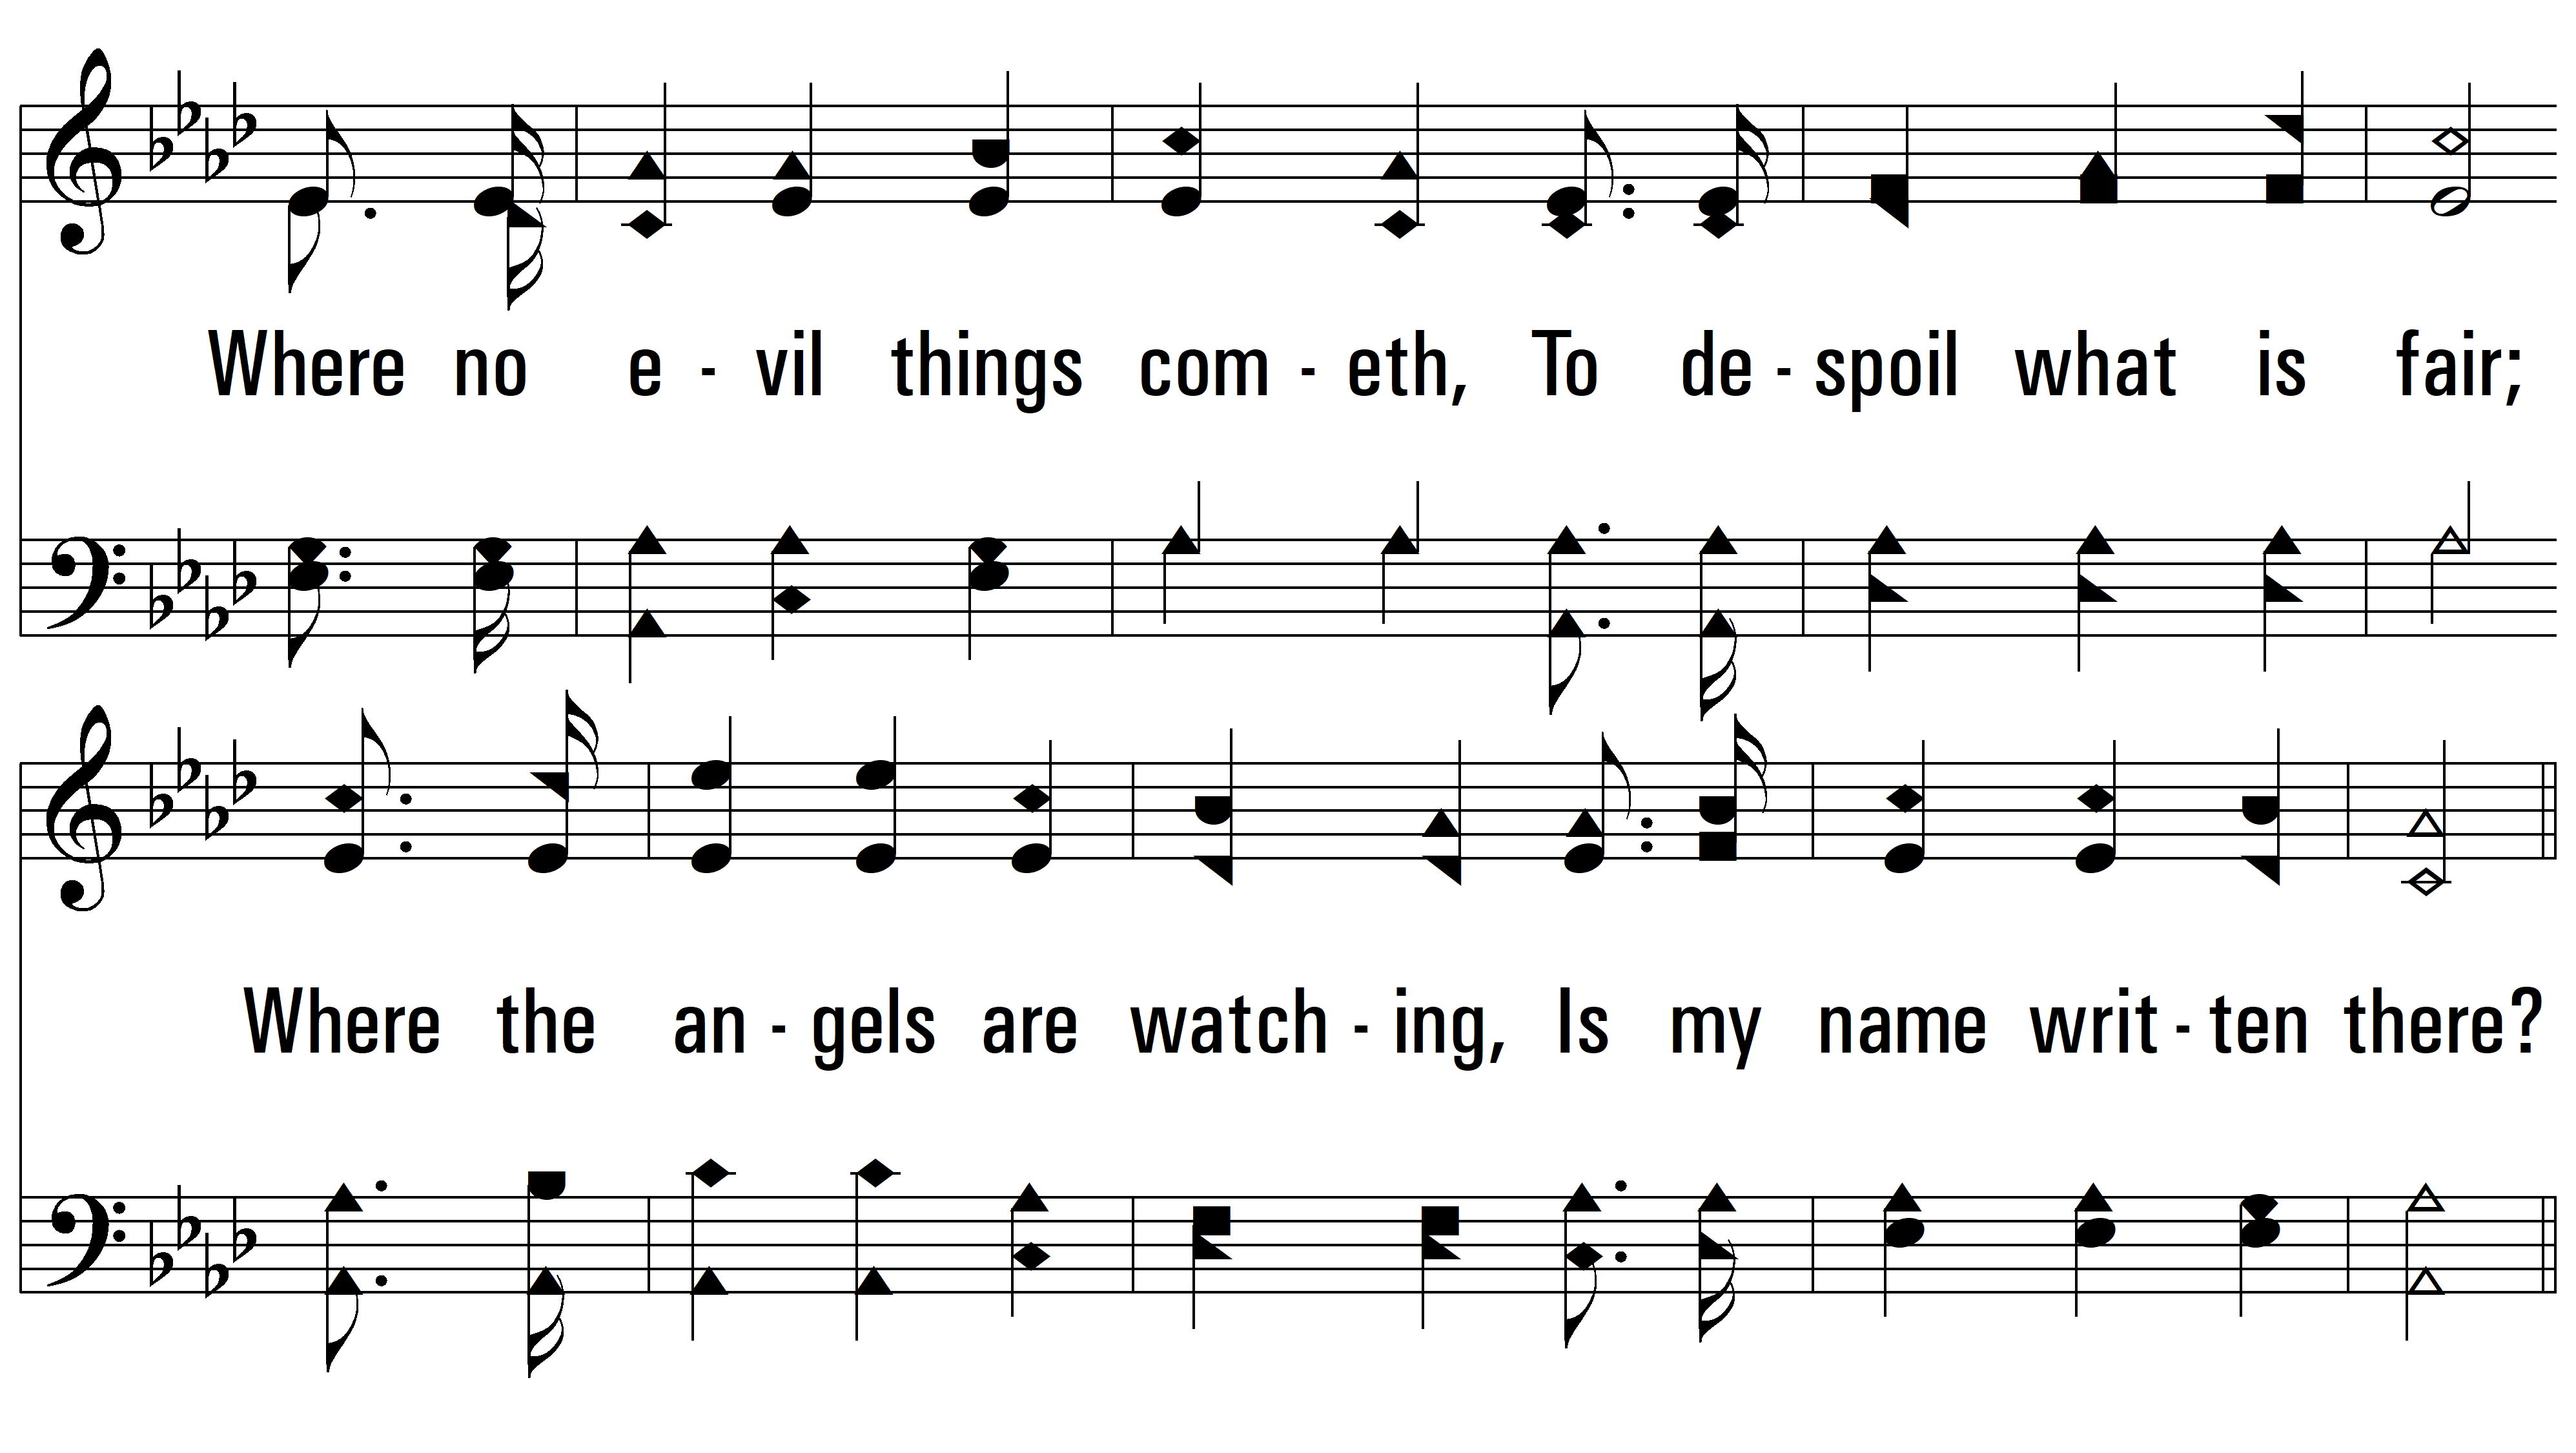 Where no e - vil things com - eth, To de - spoil what is fair;
Where the an - gels are watch - ing, Is my name writ - ten there?